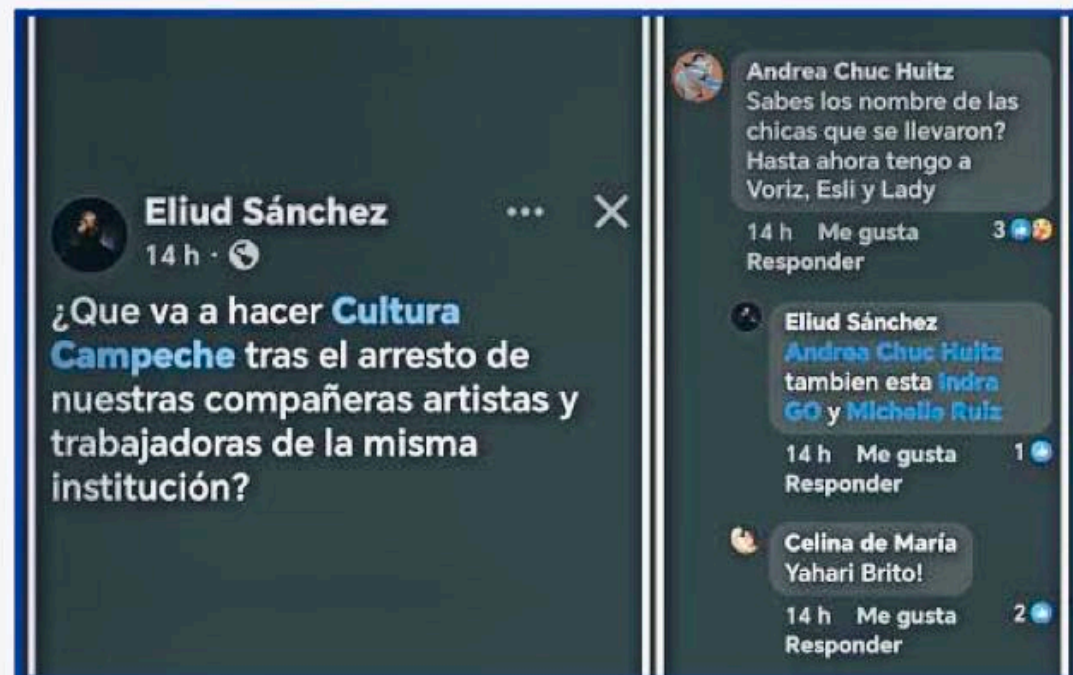 Eliud Sánchez
14 h
¿Que va a hacer Cultura
Campeche tras el arresto de
nuestras compañeras artistas y
trabajadoras de la misma
institución?
Andrea Chuc Huitz
Sabes los nombre de las
chicas que se llevaron?
Hasta ahora tengo a
Voriz, Esli y Lady
14 h Me gusta 3
Responder
Eliud Sánchez
Andrea Chuc Huitz
tambien esta Indra
GO y Michelle Ruiz
14 h Me gusta 1
Responder
Celina de María
Yahari Brito!
14 h Me gusta 2
Responder